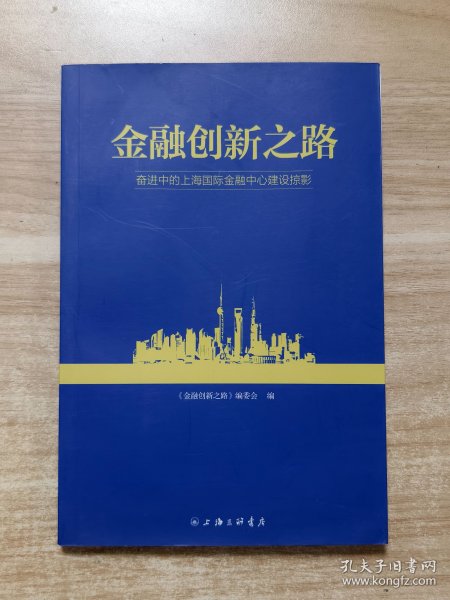 金融创新之路
奋进中的上海国际金融中心建设掠影
《金融创新之路》编委会 编
上海三联书店
孔夫子旧书网
www.kongfz.com